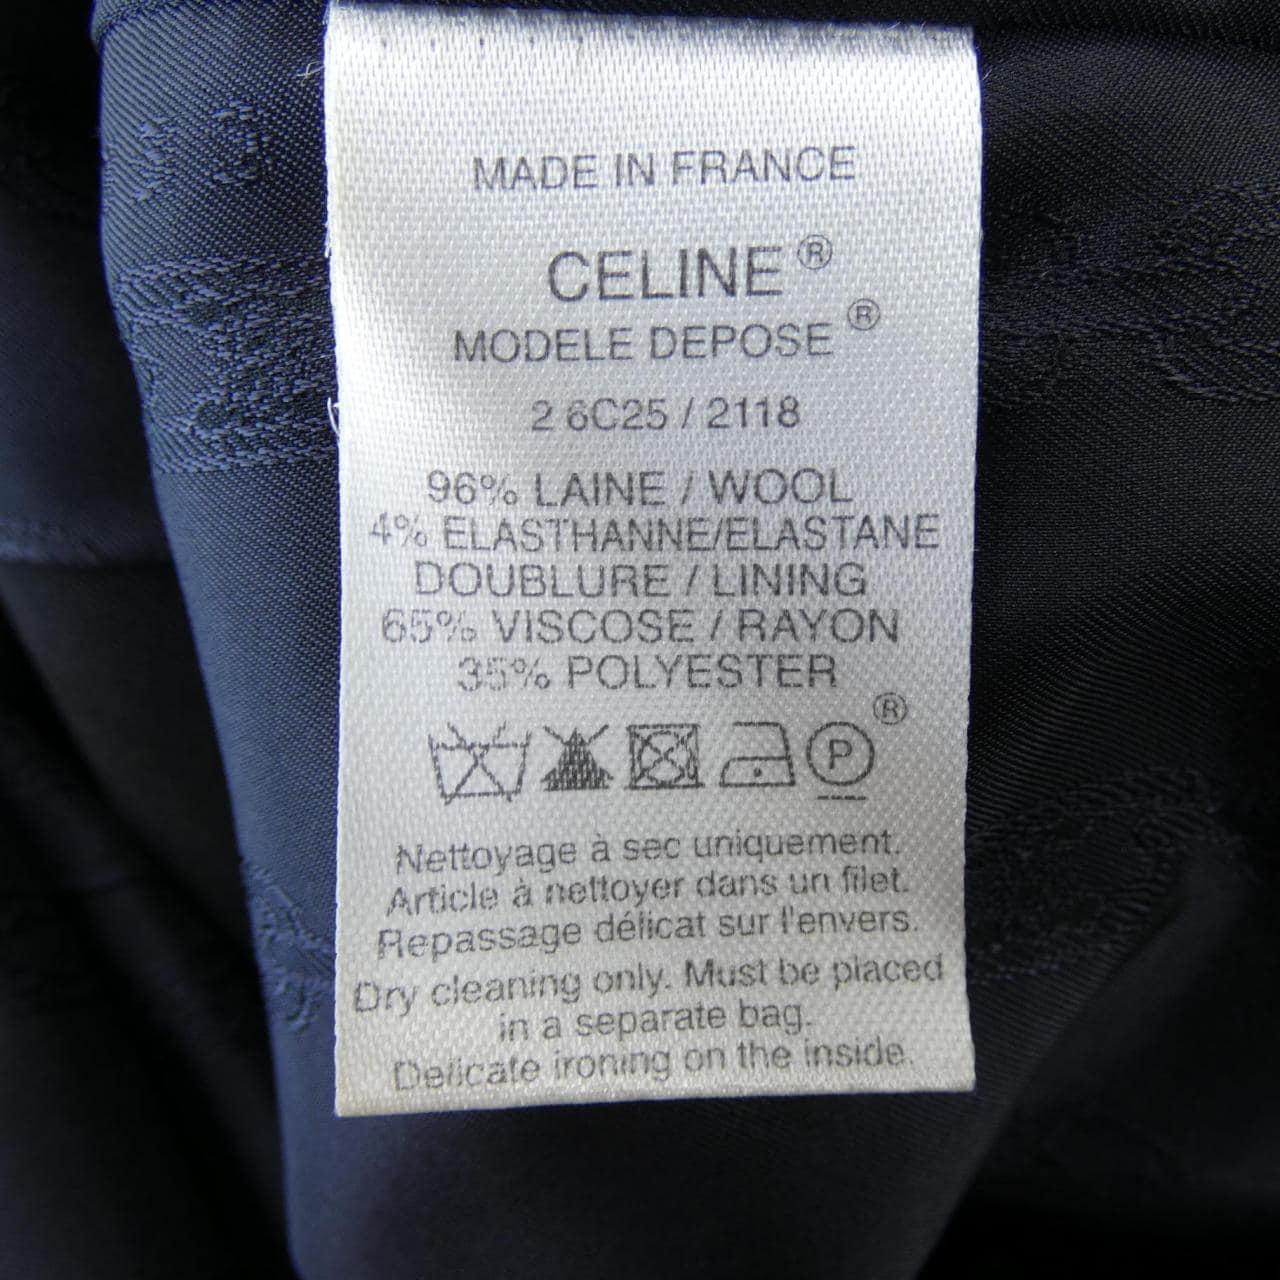 MADE IN FRANCE
CELINE®
MODELE DEPOSE®
2 6C25 / 2118
96% LAINE / WOOL
4% ELASTHANNE/ELASTANE
DOUBLURE / LINING
65% VISCOSE / RAYON
35% POLYESTER
P ®
Nettoyage à sec uniquement.
Article à nettoyer dans un filet.
Repassage délicat sur l'envers.
Dry cleaning only. Must be placed
in a separate bag.
Delicate ironing on the inside.